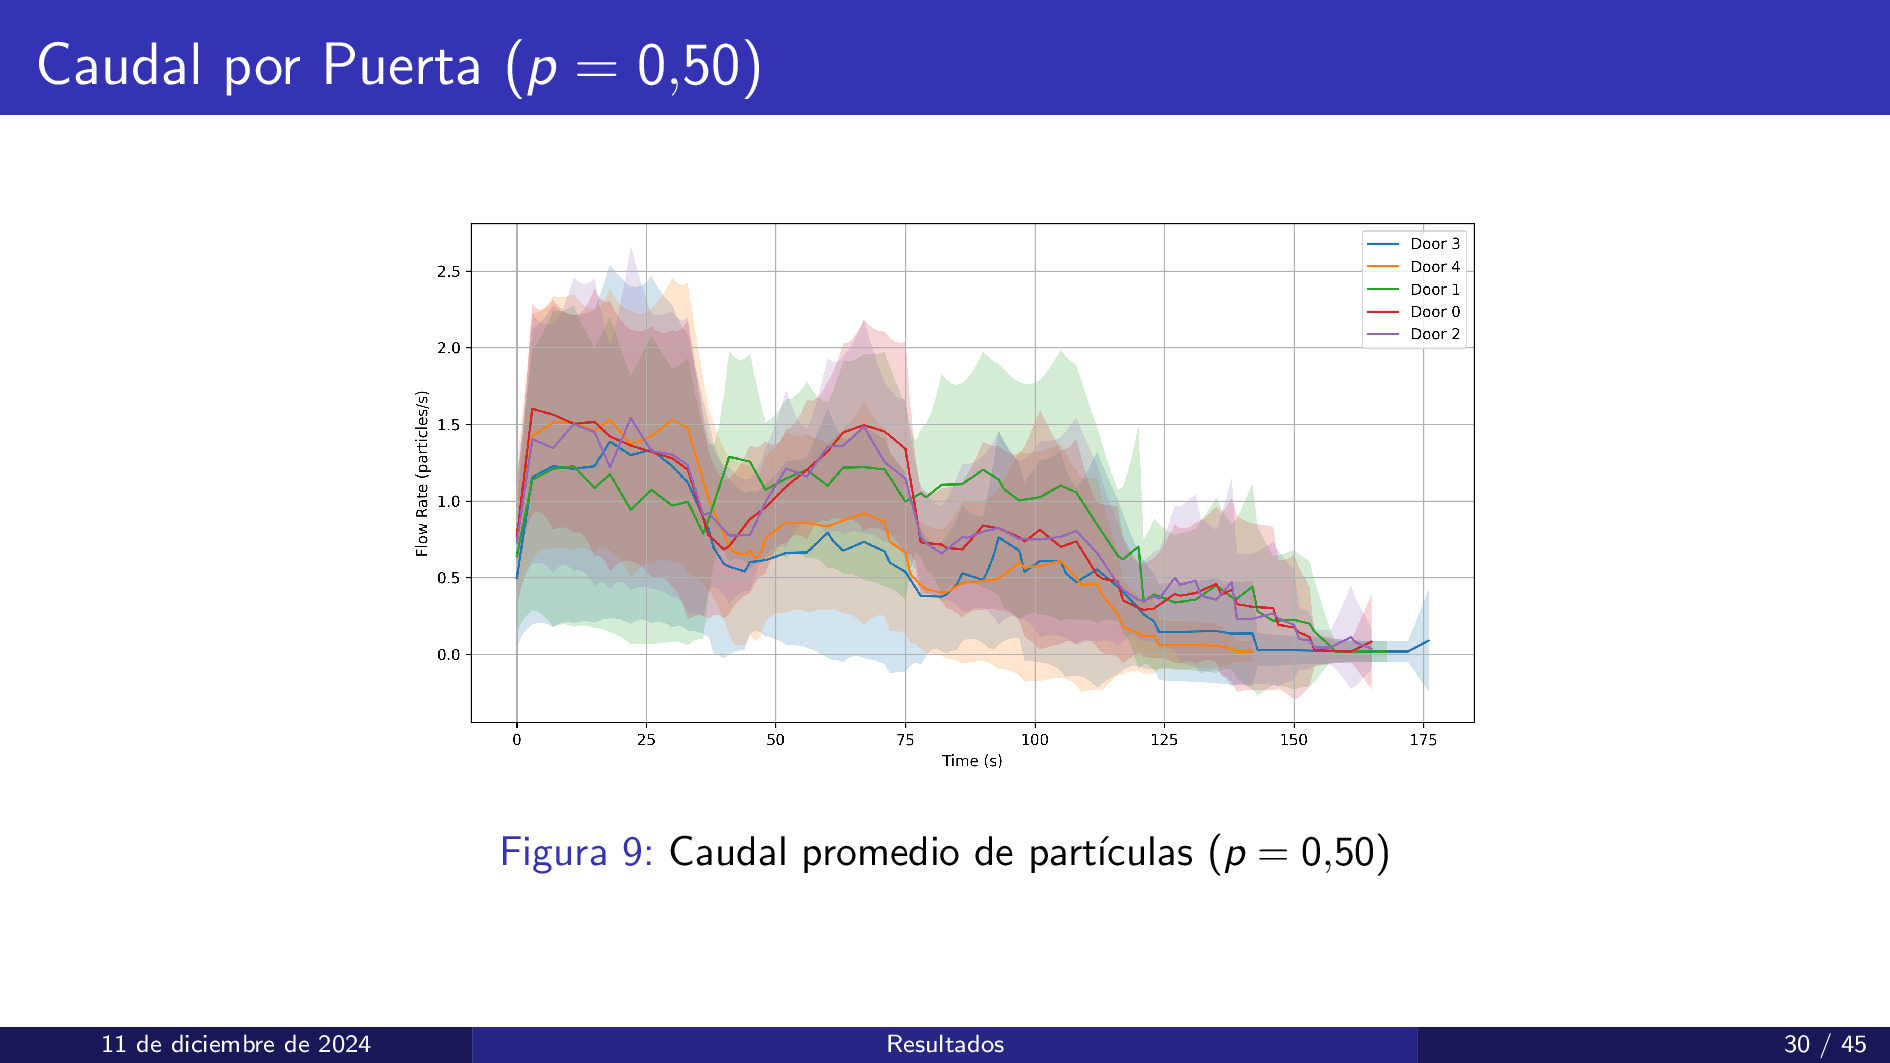 Caudal por Puerta (p = 0,50)
Door 3
Door 4
Door 1
Door 0
Door 2
2.5
2.0
1.5
1.0
0.5
0.0
Flow Rate (particles/s)
0 25 50 75 100 125 150 175
Time (s)
Figura 9: Caudal promedio de partículas (p = 0,50)
11 de diciembre de 2024 Resultados 30 / 45